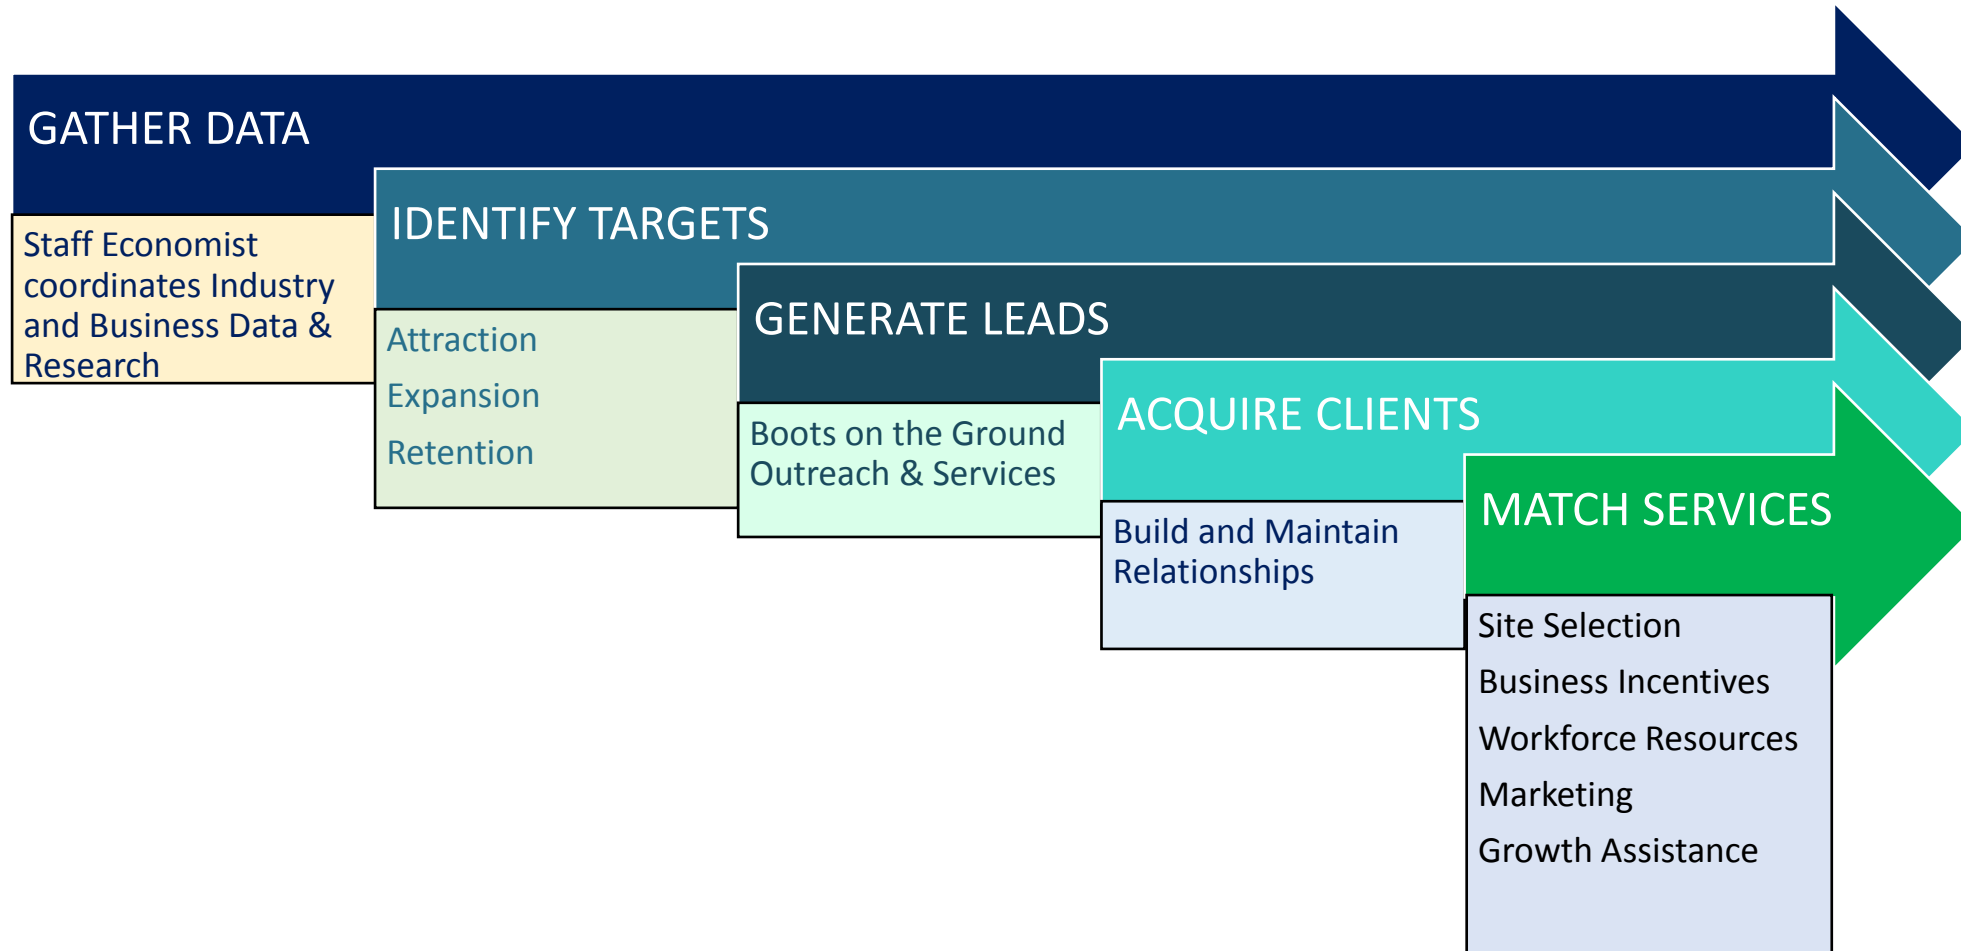 GATHER DATA
Staff Economist
coordinates Industry
and Business Data &
Research
IDENTIFY TARGETS
Attraction
Expansion
Retention
GENERATE LEADS
Boots on the Ground
Outreach & Services
ACQUIRE CLIENTS
Build and Maintain
Relationships
MATCH SERVICES
Site Selection
Business Incentives
Workforce Resources
Marketing
Growth Assistance